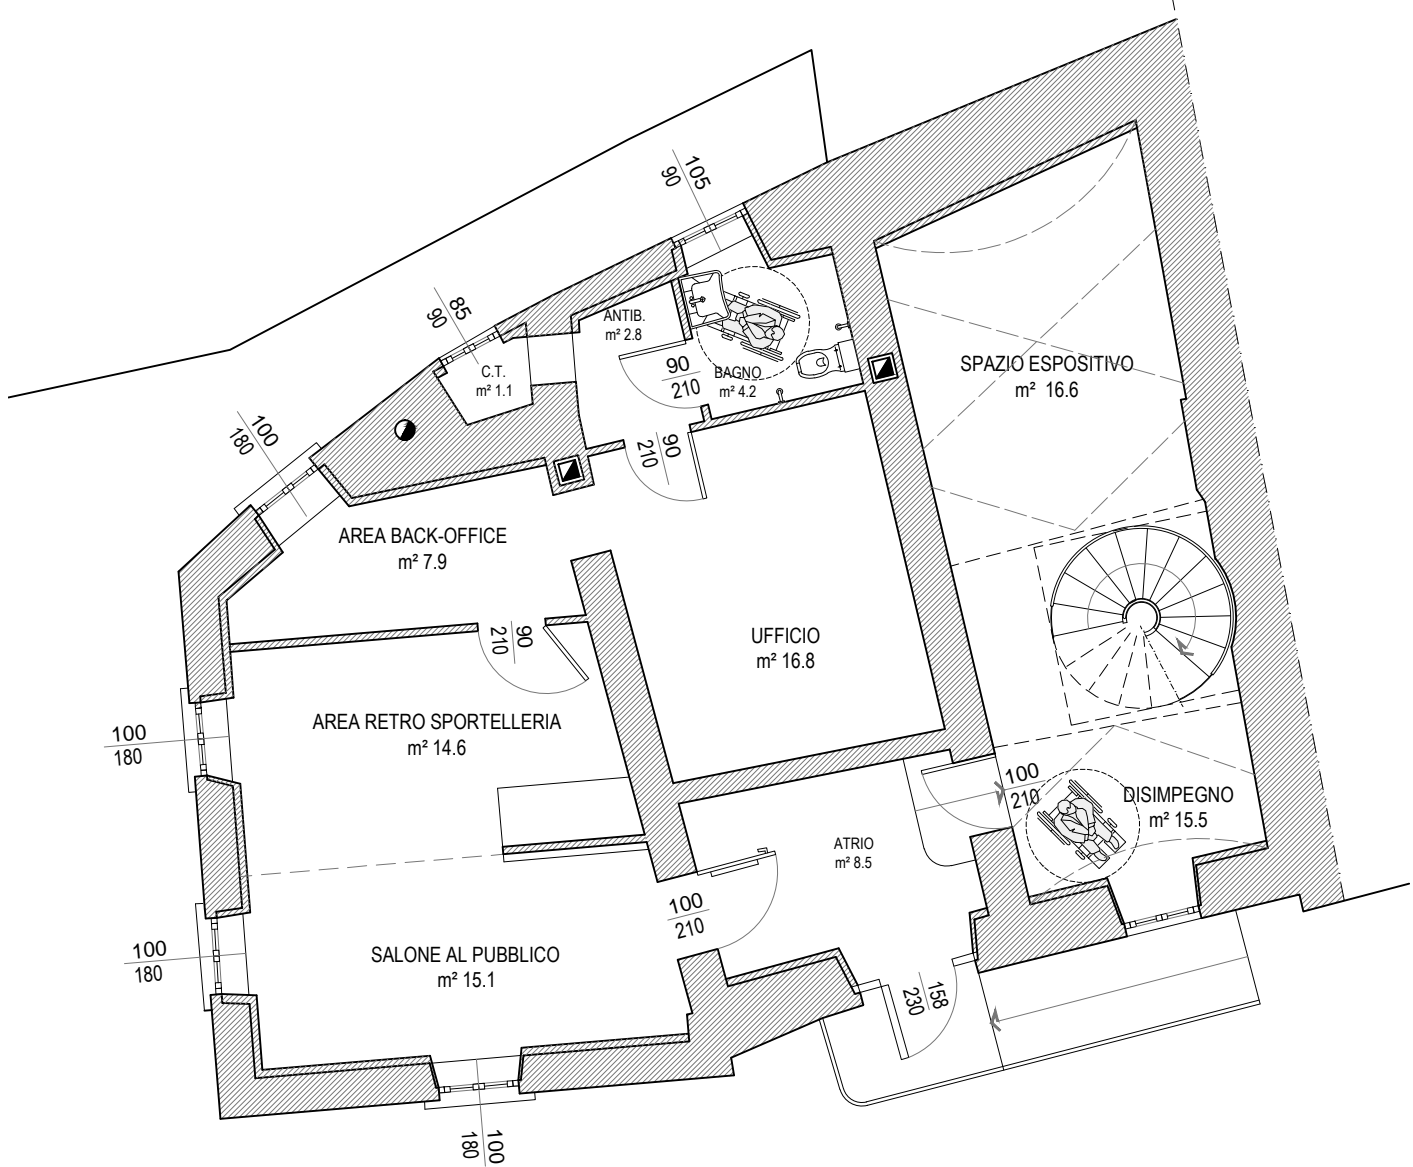 105
90
85
90
ANTIB.
m² 2.8
C.T.
m² 1.1
90
210
BAGNO
m² 4.2
SPAZIO ESPOSITIVO
m² 16.6
100
180
90
210
AREA BACK-OFFICE
m² 7.9
90
210
UFFICIO
m² 16.8
AREA RETRO SPORTELLERIA
m² 14.6
100
180
100
210
DISIMPEGNO
m² 15.5
ATRIO
m² 8.5
100
210
100
180
SALONE AL PUBBLICO
m² 15.1
158
230
100
180